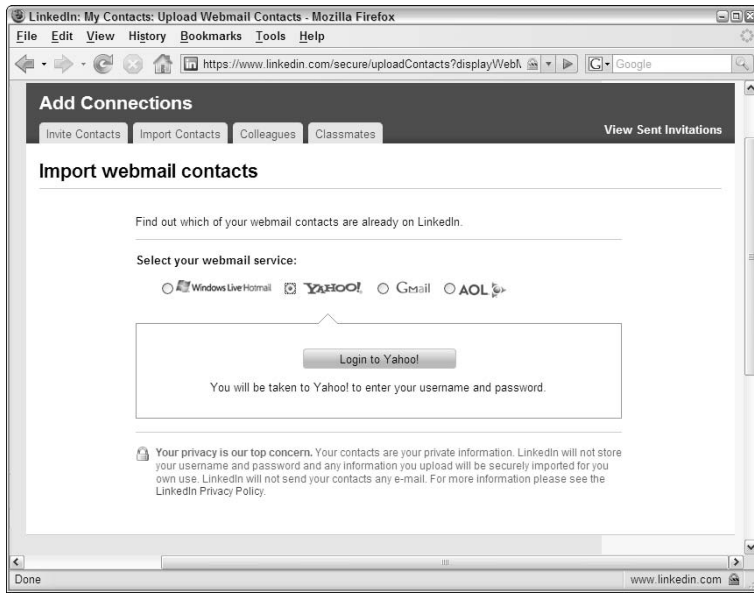 LinkedIn: My Contacts: Upload Webmail Contacts - Mozilla Firefox
File Edit View History Bookmarks Tools Help
https://www.linkedin.com/secure/uploadContacts?displayWebM
G Google
Add Connections
Invite Contacts Import Contacts Colleagues Classmates View Sent Invitations
Import webmail contacts
Find out which of your webmail contacts are already on LinkedIn.
Select your webmail service:
Windows Live Hotmail YAHOO! Gmail AOL
Login to Yahoo!
You will be taken to Yahoo! to enter your username and password.
Your privacy is our top concern. Your contacts are your private information. LinkedIn will not store
your username and password and any information you upload will be securely imported for you
own use. LinkedIn will not send your contacts any e-mail. For more information please see the
LinkedIn Privacy Policy.
Done www.linkedin.com